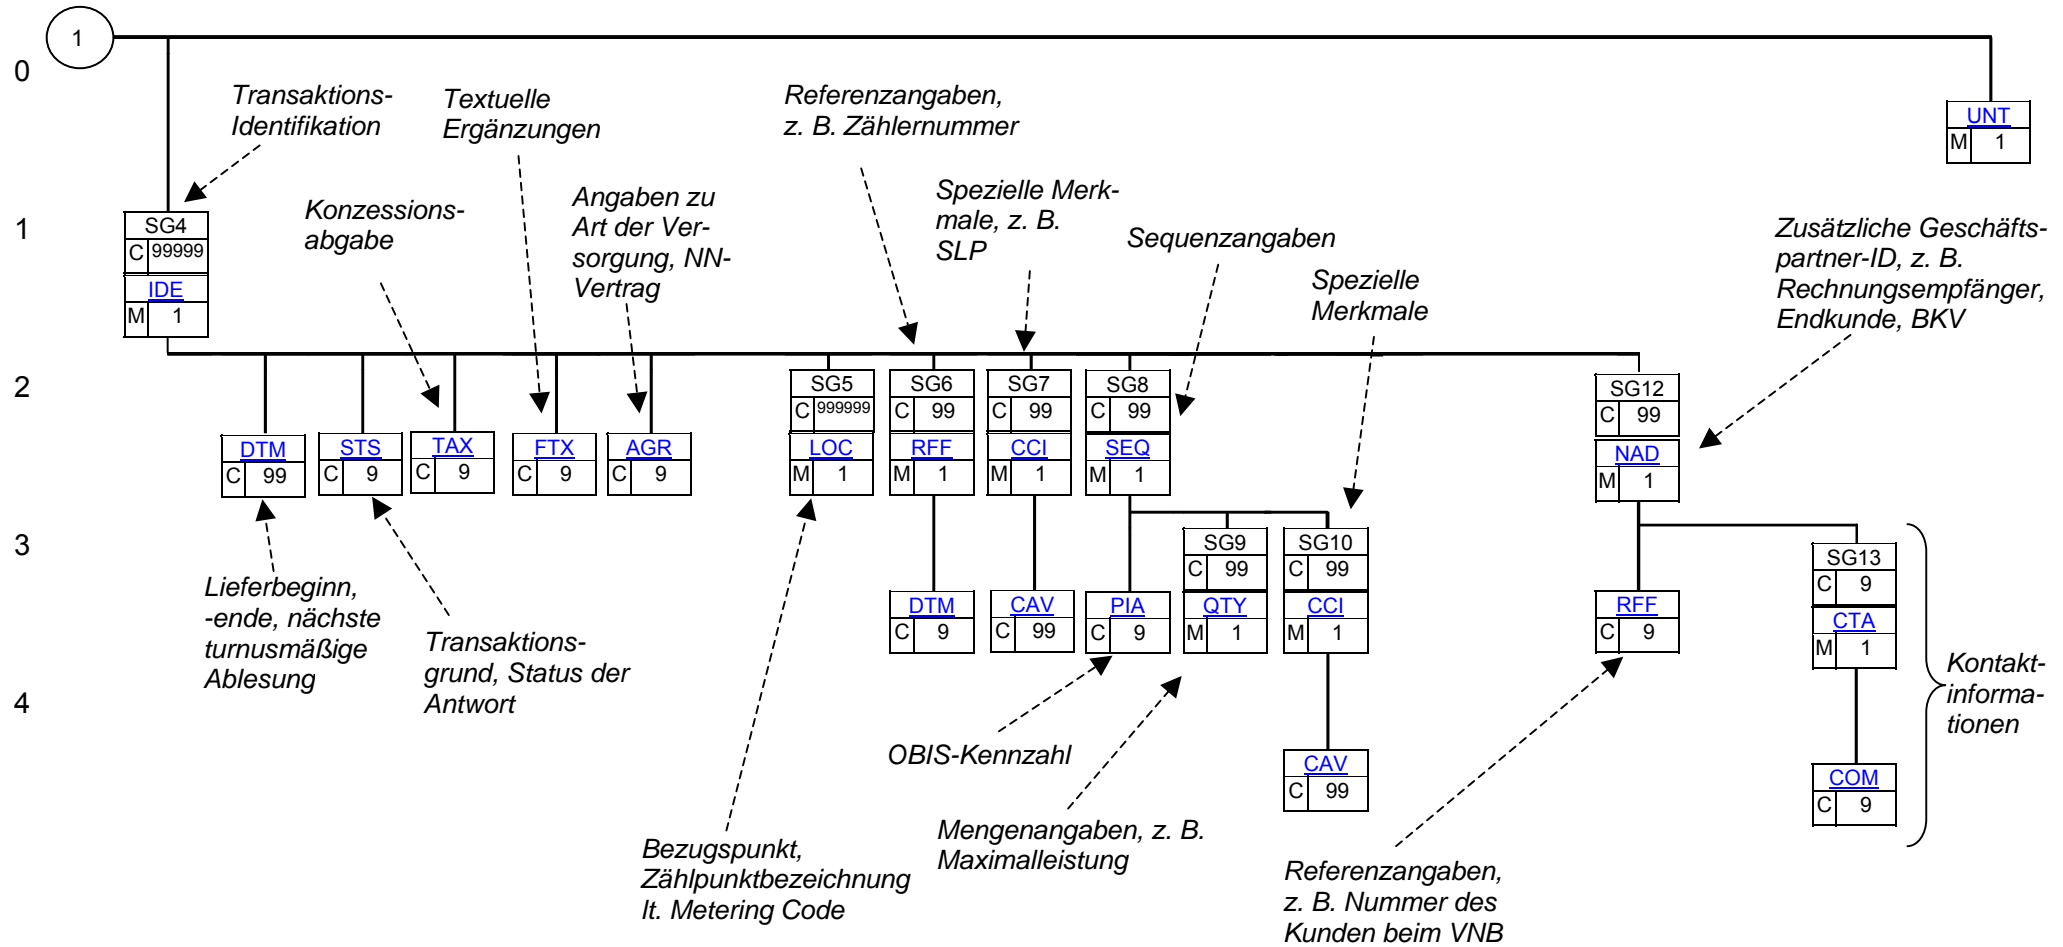 1
0
Transaktions-
Identifikation
Textuelle
Ergänzungen
Referenzangaben,
z. B. Zählernummer
UNT
M 1
1
Konzessions-
abgabe
Angaben zu
Art der Ver-
sorgung, NN-
Vertrag
Spezielle Merk-
male, z. B.
SLP
Sequenzangaben
Spezielle
Merkmale
Zusätzliche Geschäfts-
partner-ID, z. B.
Rechnungsempfänger,
Endkunde, BKV
SG4
C 99999
IDE
M 1
2
DTM
C 99
STS
C 9
TAX
C 9
FTX
C 9
AGR
C 9
SG5
C 999999
LOC
M 1
SG6
C 99
RFF
M 1
SG7
C 99
CCI
M 1
SG8
C 99
SEQ
M 1
SG12
C 99
NAD
M 1
3
Lieferbeginn,
-ende, nächste
turnusmäßige
Ablesung
Transaktions-
grund, Status der
Antwort
DTM
C 9
CAV
C 99
PIA
C 9
SG9
C 99
QTY
M 1
SG10
C 99
CCI
M 1
RFF
C 9
SG13
C 9
CTA
M 1
Kontakt-
informa-
tionen
4
OBIS-Kennzahl
CAV
C 99
COM
C 9
Bezugspunkt,
Zählpunktbezeichnung
lt. Metering Code
Mengenangaben, z. B.
Maximalleistung
Referenzangaben,
z. B. Nummer des
Kunden beim VNB